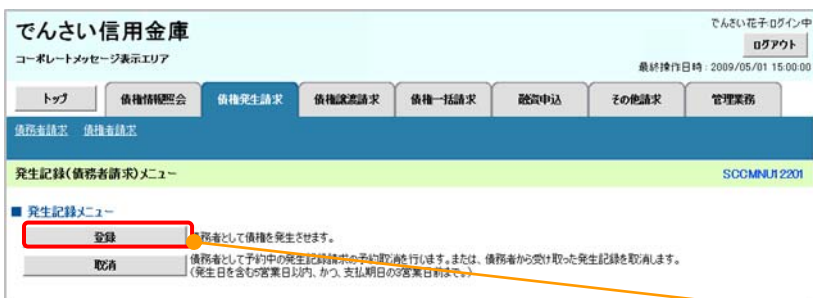 でんさい信用金庫
でんさい花子:ログイン中
ログアウト
コーポレートメッセージ表示エリア
最終操作日時:2009/05/01 15:00:00
トップ 債権情報照会 債権発生請求 債権譲渡請求 債権一括請求 融資申込 その他請求 管理業務
債務者請求 債権者請求
発生記録(債務者請求)メニュー SCCMNU12201
■ 発生記録メニュー
登録 債務者として債権を発生させます。
取消 債務者として予約中の発生記録請求の予約取消を行います。または、債務者から受け取った発生記録を取消します。
(発生日を含む5営業日以内、かつ、支払期日の3営業日前まで。)